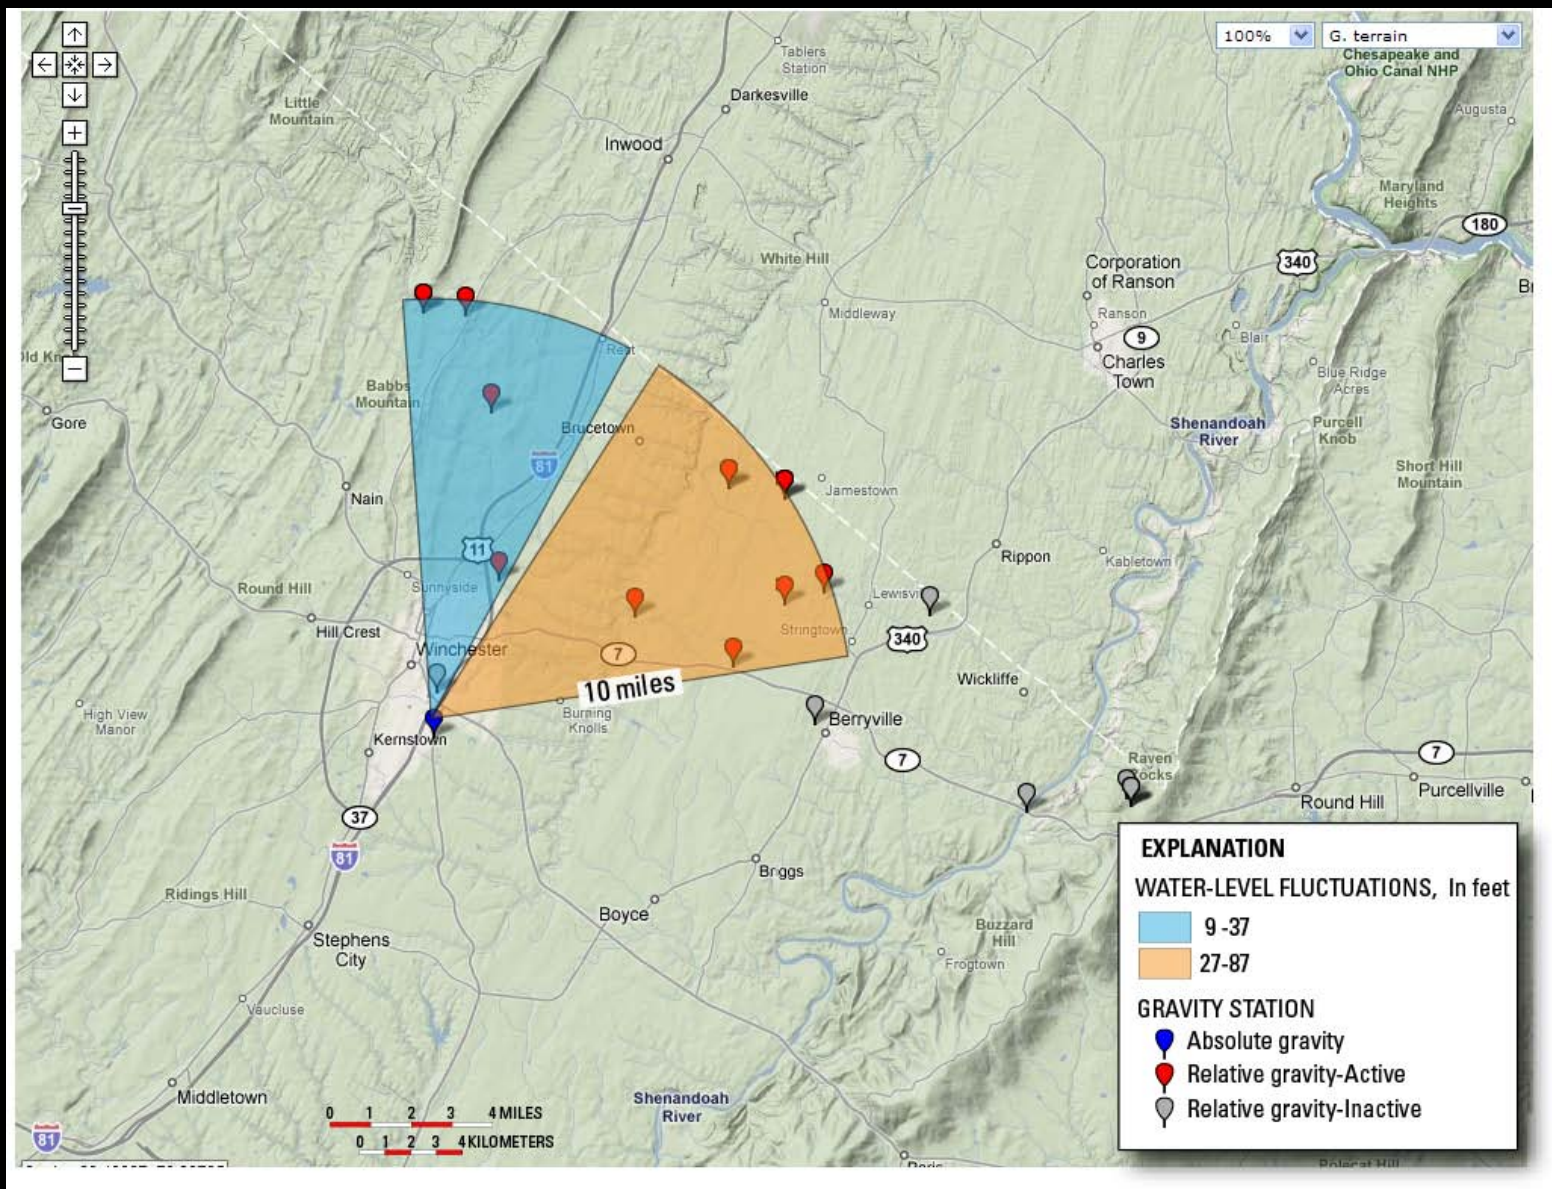 100%
G. terrain
Chesapeake and
Ohio Canal NHP
Tablers
Station
Darkesville
Little
Mountain
Augusta
Inwood
Maryland
Heights
180
White Hill
Corporation
of Ranson
340
Middleway
Ranson
9
Blair
Charles
Town
Blue Ridge
Acres
Babbs
Mountain
Gore
Brucetown
Shenandoah
River
Purcell
Knob
81
Short Hill
Mountain
Nain
Jamestown
11
Rippon
Kabletown
Round Hill
Sunnyside
Hill Crest
Stringtown
340
Winchester
7
10 miles
Wickliffe
High View
Manor
Burning
Knolls
Berryville
Kernstown
7
Raven
7
Round Hill
Purcellville
37
81
Briggs
Ridings Hill
Boyce
Stephens
City
Buzzard
Hill
Frogtown
Vaucluse
Middletown
Shenandoah
River
81
0 1 2 3 4 MILES
0 1 2 3 4 KILOMETERS
EXPLANATION
WATER-LEVEL FLUCTUATIONS, In feet
9 -37
27-87
GRAVITY STATION
Absolute gravity
Relative gravity-Active
Relative gravity-Inactive
Polecat Hill